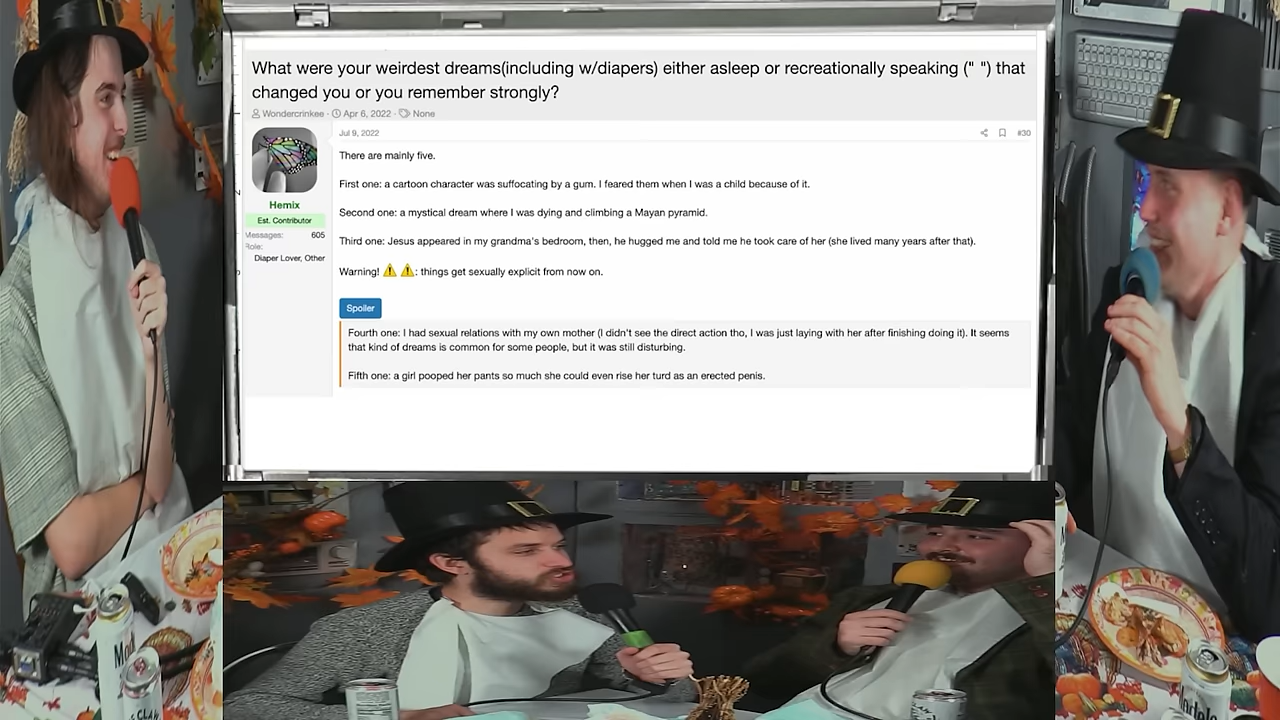 What were your weirdest dreams(including w/diapers) either asleep or recreationally speaking (" ") that
changed you or you remember strongly?
Wondercrinkee · Apr 6, 2022 · None
Jul 9, 2022
#30
There are mainly five.
First one: a cartoon character was suffocating by a gum. I feared them when I was a child because of it.
Hemix
Est. Contributor
Second one: a mystical dream where I was dying and climbing a Mayan pyramid.
Messages: 605
Role:
Diaper Lover, Other
Third one: Jesus appeared in my grandma's bedroom, then, he hugged me and told me he took care of her (she lived many years after that).
Warning! ⚠️ ⚠️: things get sexually explicit from now on.
Spoiler
Fourth one: I had sexual relations with my own mother (I didn't see the direct action tho, I was just laying with her after finishing doing it). It seems
that kind of dreams is common for some people, but it was still disturbing.
Fifth one: a girl pooped her pants so much she could even rise her turd as an erected penis.
CLAW